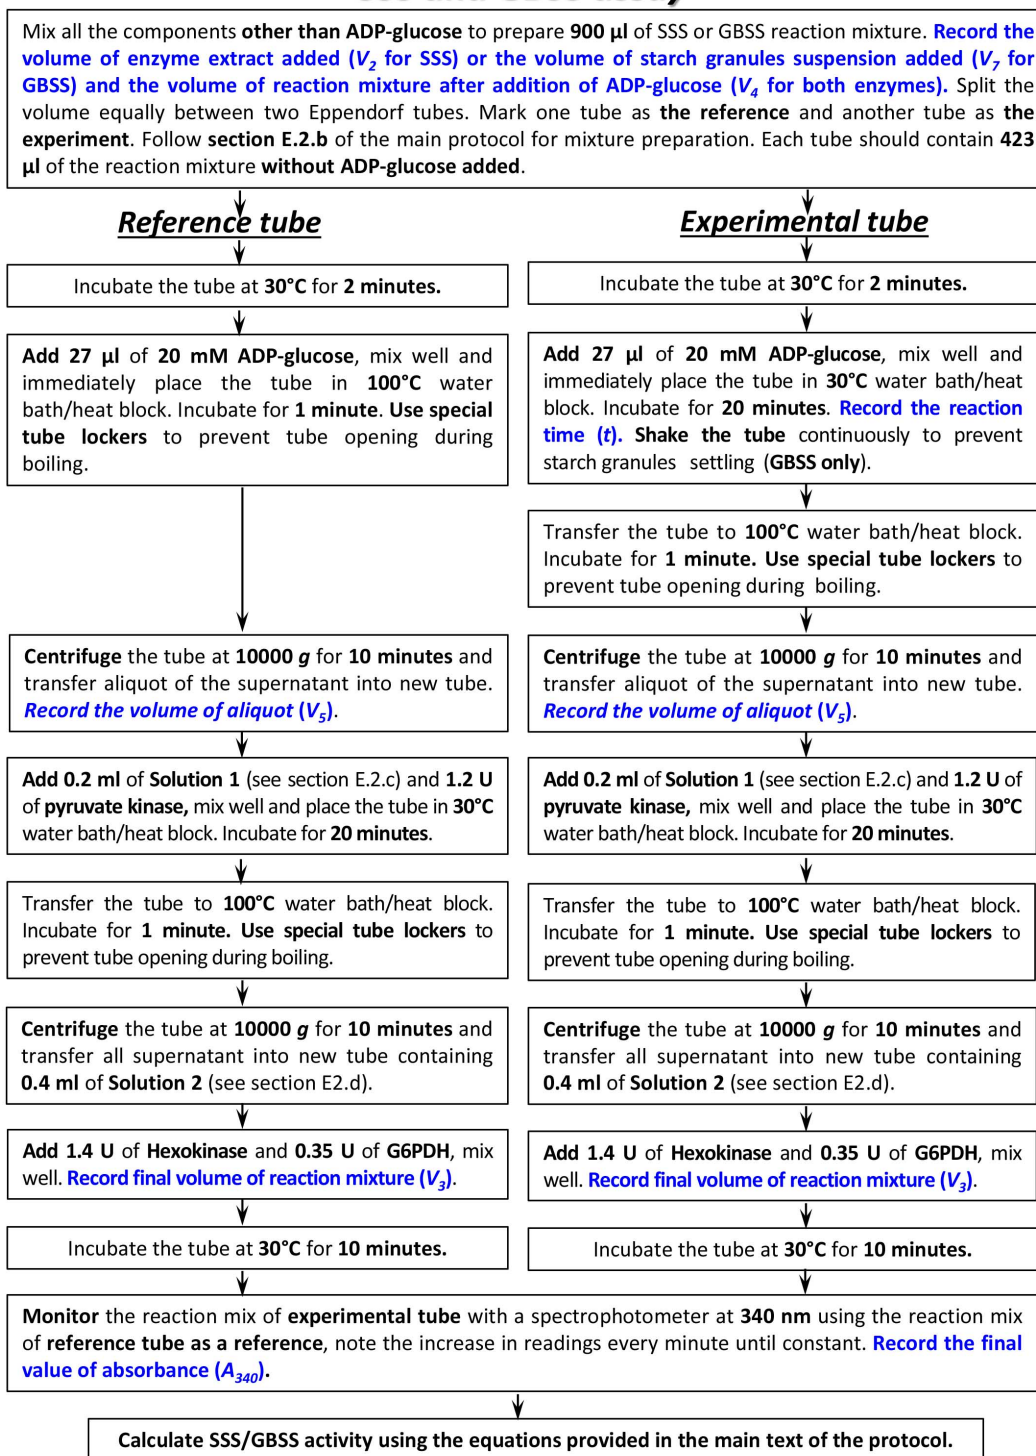 Mix all the components other than ADP-glucose to prepare 900 µl of SSS or GBSS reaction mixture. Record the
volume of enzyme extract added (V2 for SSS) or the volume of starch granules suspension added (V7 for
GBSS) and the volume of reaction mixture after addition of ADP-glucose (V4 for both enzymes). Split the
volume equally between two Eppendorf tubes. Mark one tube as the reference and another tube as the
experiment. Follow section E.2.b of the main protocol for mixture preparation. Each tube should contain 423
µl of the reaction mixture without ADP-glucose added.
Reference tube
Incubate the tube at 30°C for 2 minutes.
Add 27 µl of 20 mM ADP-glucose, mix well and
immediately place the tube in 100°C water
bath/heat block. Incubate for 1 minute. Use special
tube lockers to prevent tube opening during
boiling.
Centrifuge the tube at 10000 g for 10 minutes and
transfer aliquot of the supernatant into new tube.
Record the volume of aliquot (V5).
Add 0.2 ml of Solution 1 (see section E.2.c) and 1.2 U
of pyruvate kinase, mix well and place the tube in 30°C
water bath/heat block. Incubate for 20 minutes.
Transfer the tube to 100°C water bath/heat block.
Incubate for 1 minute. Use special tube lockers to
prevent tube opening during boiling.
Centrifuge the tube at 10000 g for 10 minutes and
transfer all supernatant into new tube containing
0.4 ml of Solution 2 (see section E2.d).
Add 1.4 U of Hexokinase and 0.35 U of G6PDH, mix
well. Record final volume of reaction mixture (V3).
Incubate the tube at 30°C for 10 minutes.
Experimental tube
Incubate the tube at 30°C for 2 minutes.
Add 27 µl of 20 mM ADP-glucose, mix well and
immediately place the tube in 30°C water bath/heat
block. Incubate for 20 minutes. Record the reaction
time (t). Shake the tube continuously to prevent
starch granules settling (GBSS only).
Transfer the tube to 100°C water bath/heat block.
Incubate for 1 minute. Use special tube lockers to
prevent tube opening during boiling.
Centrifuge the tube at 10000 g for 10 minutes and
transfer aliquot of the supernatant into new tube.
Record the volume of aliquot (V5).
Add 0.2 ml of Solution 1 (see section E.2.c) and 1.2 U of
pyruvate kinase, mix well and place the tube in 30°C
water bath/heat block. Incubate for 20 minutes.
Transfer the tube to 100°C water bath/heat block.
Incubate for 1 minute. Use special tube lockers to
prevent tube opening during boiling.
Centrifuge the tube at 10000 g for 10 minutes and
transfer all supernatant into new tube containing
0.4 ml of Solution 2 (see section E2.d).
Add 1.4 U of Hexokinase and 0.35 U of G6PDH, mix
well. Record final volume of reaction mixture (V3).
Incubate the tube at 30°C for 10 minutes.
Monitor the reaction mix of experimental tube with a spectrophotometer at 340 nm using the reaction mix
of reference tube as a reference, note the increase in readings every minute until constant. Record the final
value of absorbance (A340).
Calculate SSS/GBSS activity using the equations provided in the main text of the protocol.